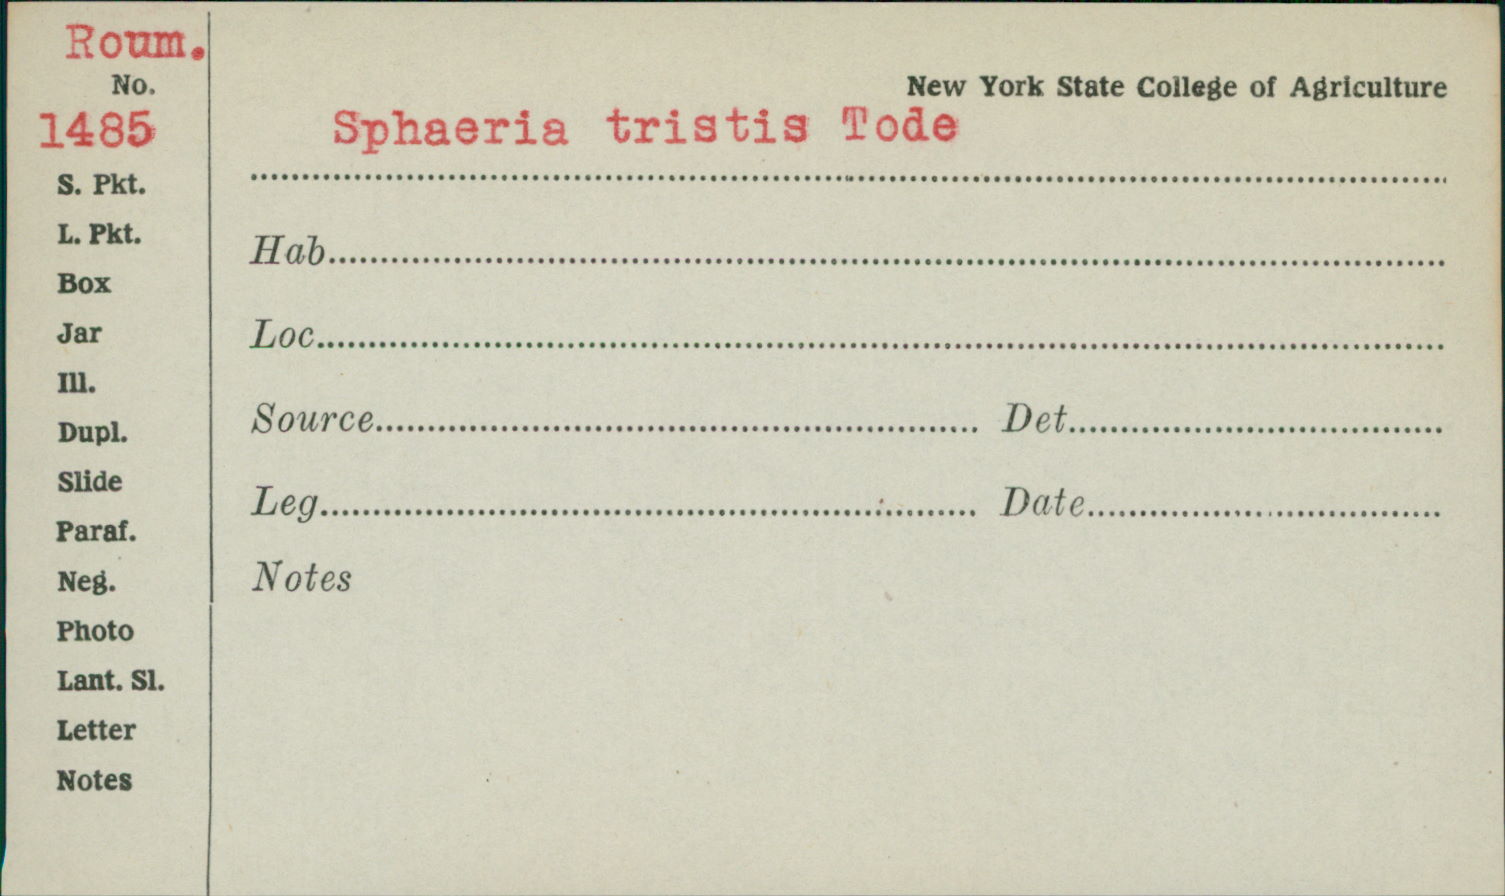 Roum.
No.
1485
S. Pkt.
L. Pkt.
Box
Jar
Ill.
Dupl.
Slide
Paraf.
Neg.
Photo
Lant. Sl.
Letter
Notes
New York State College of Agriculture
Sphaeria tristis Tode
Hab
Loc
Source Det
Leg Date
Notes